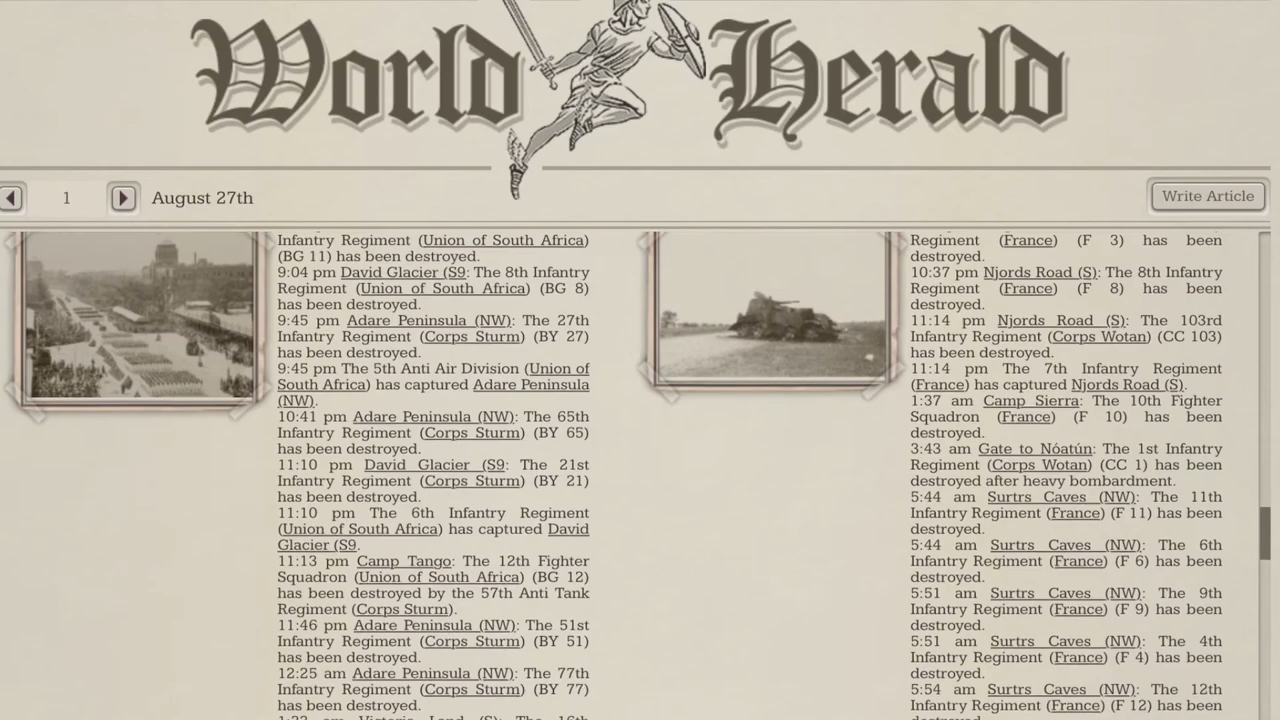 World Herald
1
August 27th
Write Article
Infantry Regiment (Union of South Africa)
(BG 11) has been destroyed.
9:04 pm David Glacier (S9: The 8th Infantry
Regiment (Union of South Africa) (BG 8)
has been destroyed.
9:45 pm Adare Peninsula (NW): The 27th
Infantry Regiment (Corps Sturm) (BY 27)
has been destroyed.
9:45 pm The 5th Anti Air Division (Union of
South Africa) has captured Adare Peninsula
(NW).
10:41 pm Adare Peninsula (NW): The 65th
Infantry Regiment (Corps Sturm) (BY 65)
has been destroyed.
11:10 pm David Glacier (S9: The 21st
Infantry Regiment (Corps Sturm) (BY 21)
has been destroyed.
11:10 pm The 6th Infantry Regiment
(Union of South Africa) has captured David
Glacier (S9.
11:13 pm Camp Tango: The 12th Fighter
Squadron (Union of South Africa) (BG 12)
has been destroyed by the 57th Anti Tank
Regiment (Corps Sturm).
11:46 pm Adare Peninsula (NW): The 51st
Infantry Regiment (Corps Sturm) (BY 51)
has been destroyed.
12:25 am Adare Peninsula (NW): The 77th
Infantry Regiment (Corps Sturm) (BY 77)
has been destroyed.
Regiment (France) (F 3) has been
destroyed.
10:37 pm Njords Road (S): The 8th Infantry
Regiment (France) (F 8) has been
destroyed.
11:14 pm Njords Road (S): The 103rd
Infantry Regiment (Corps Wotan) (CC 103)
has been destroyed.
11:14 pm The 7th Infantry Regiment
(France) has captured Njords Road (S).
1:37 am Camp Sierra: The 10th Fighter
Squadron (France) (F 10) has been
destroyed.
3:43 am Gate to Nóatún: The 1st Infantry
Regiment (Corps Wotan) (CC 1) has been
destroyed after heavy bombardment.
5:44 am Surtrs Caves (NW): The 11th
Infantry Regiment (France) (F 11) has been
destroyed.
5:44 am Surtrs Caves (NW): The 6th
Infantry Regiment (France) (F 6) has been
destroyed.
5:51 am Surtrs Caves (NW): The 9th
Infantry Regiment (France) (F 9) has been
destroyed.
5:51 am Surtrs Caves (NW): The 4th
Infantry Regiment (France) (F 4) has been
destroyed.
5:54 am Surtrs Caves (NW): The 12th
Infantry Regiment (France) (F 12) has been